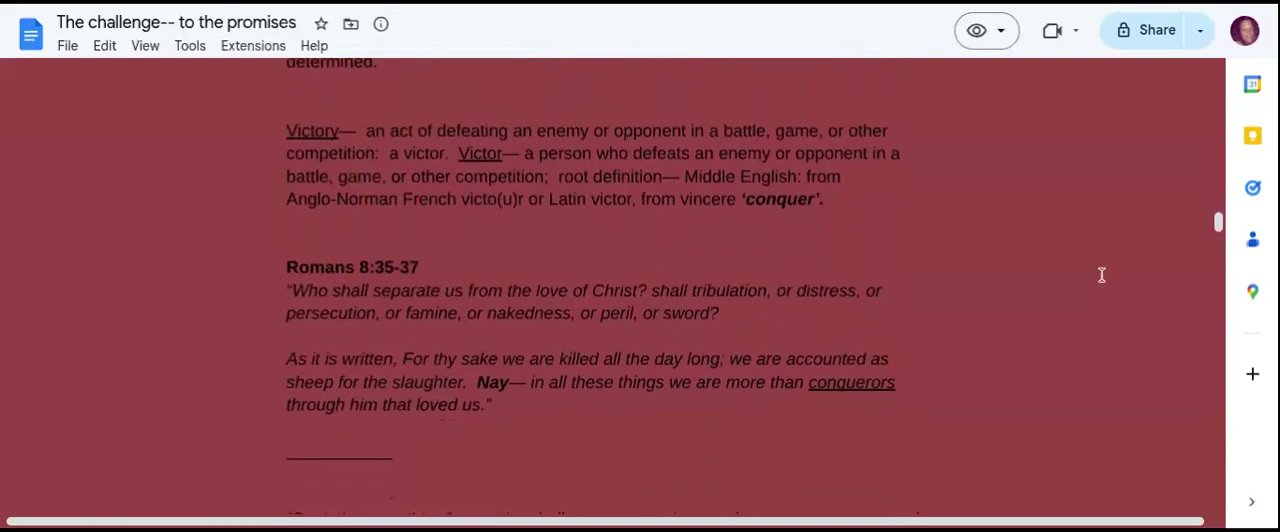 The challenge-- to the promises
File Edit View Tools Extensions Help
Share
31
determined.
Victory— an act of defeating an enemy or opponent in a battle, game, or other
competition: a victor. Victor— a person who defeats an enemy or opponent in a
battle, game, or other competition; root definition— Middle English: from
Anglo-Norman French victo(u)r or Latin victor, from vincere ‘conquer’.
Romans 8:35-37
“Who shall separate us from the love of Christ? shall tribulation, or distress, or
persecution, or famine, or nakedness, or peril, or sword?
As it is written, For thy sake we are killed all the day long; we are accounted as
sheep for the slaughter. Nay— in all these things we are more than conquerors
through him that loved us.”